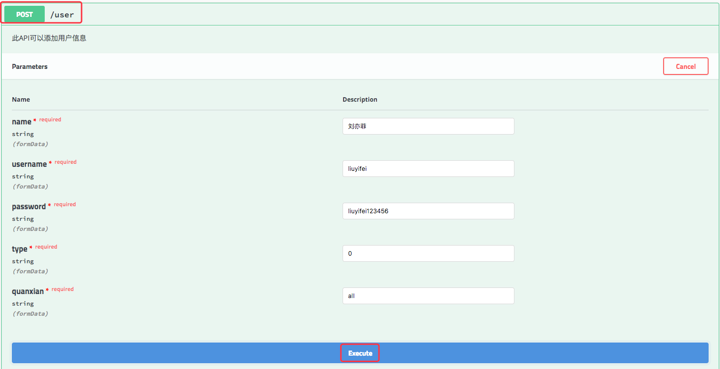 POST /user
此API可以添加用户信息
Parameters Cancel
Name Description
name * required
string
(formData)
刘亦菲
username * required
string
(formData)
liuyifei
password * required
string
(formData)
liuyifei123456
type * required
string
(formData)
0
quanxian * required
string
(formData)
all
Execute